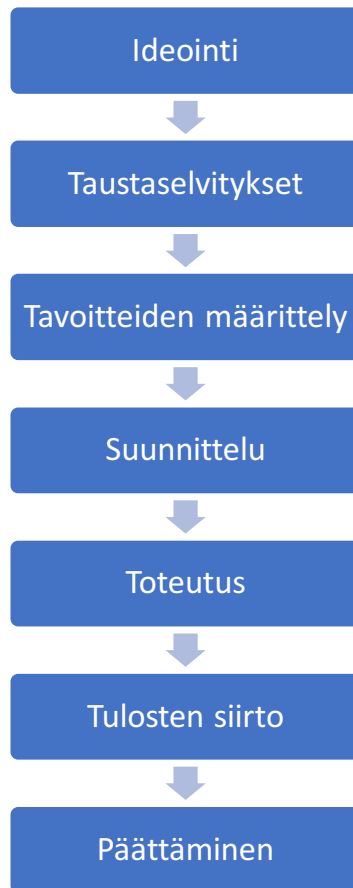 Ideointi
Taustaselvitykset
Tavoitteiden määrittely
Suunnittelu
Toteutus
Tulosten siirto
Päättäminen